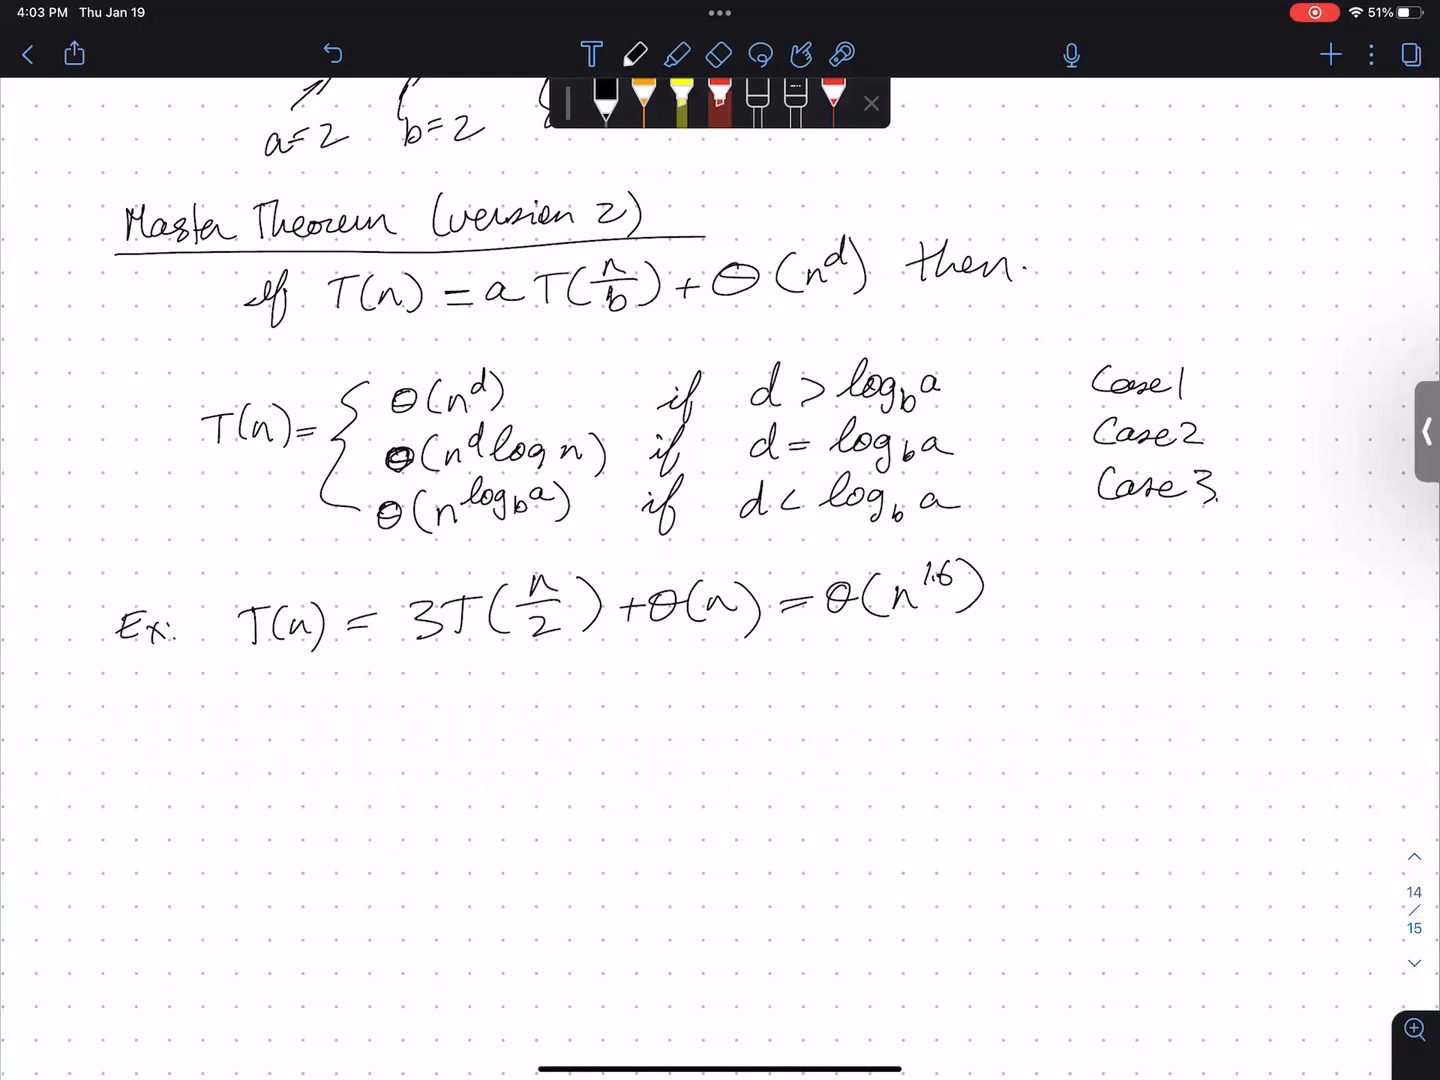 4:03 PM Thu Jan 19
51%
a=2 b=2
Master Theorem (version 2)
If T(n) = a T(n/b) + Θ(n^d) then.
T(n) = { Θ(n^d) if d > log_b a Case 1
Θ(n^d log n) if d = log_b a Case 2
Θ(n^{log_b a}) if d < log_b a Case 3
Ex: T(n) = 3T(n/2) + Θ(n) = Θ(n^{1.6})
14
/
15